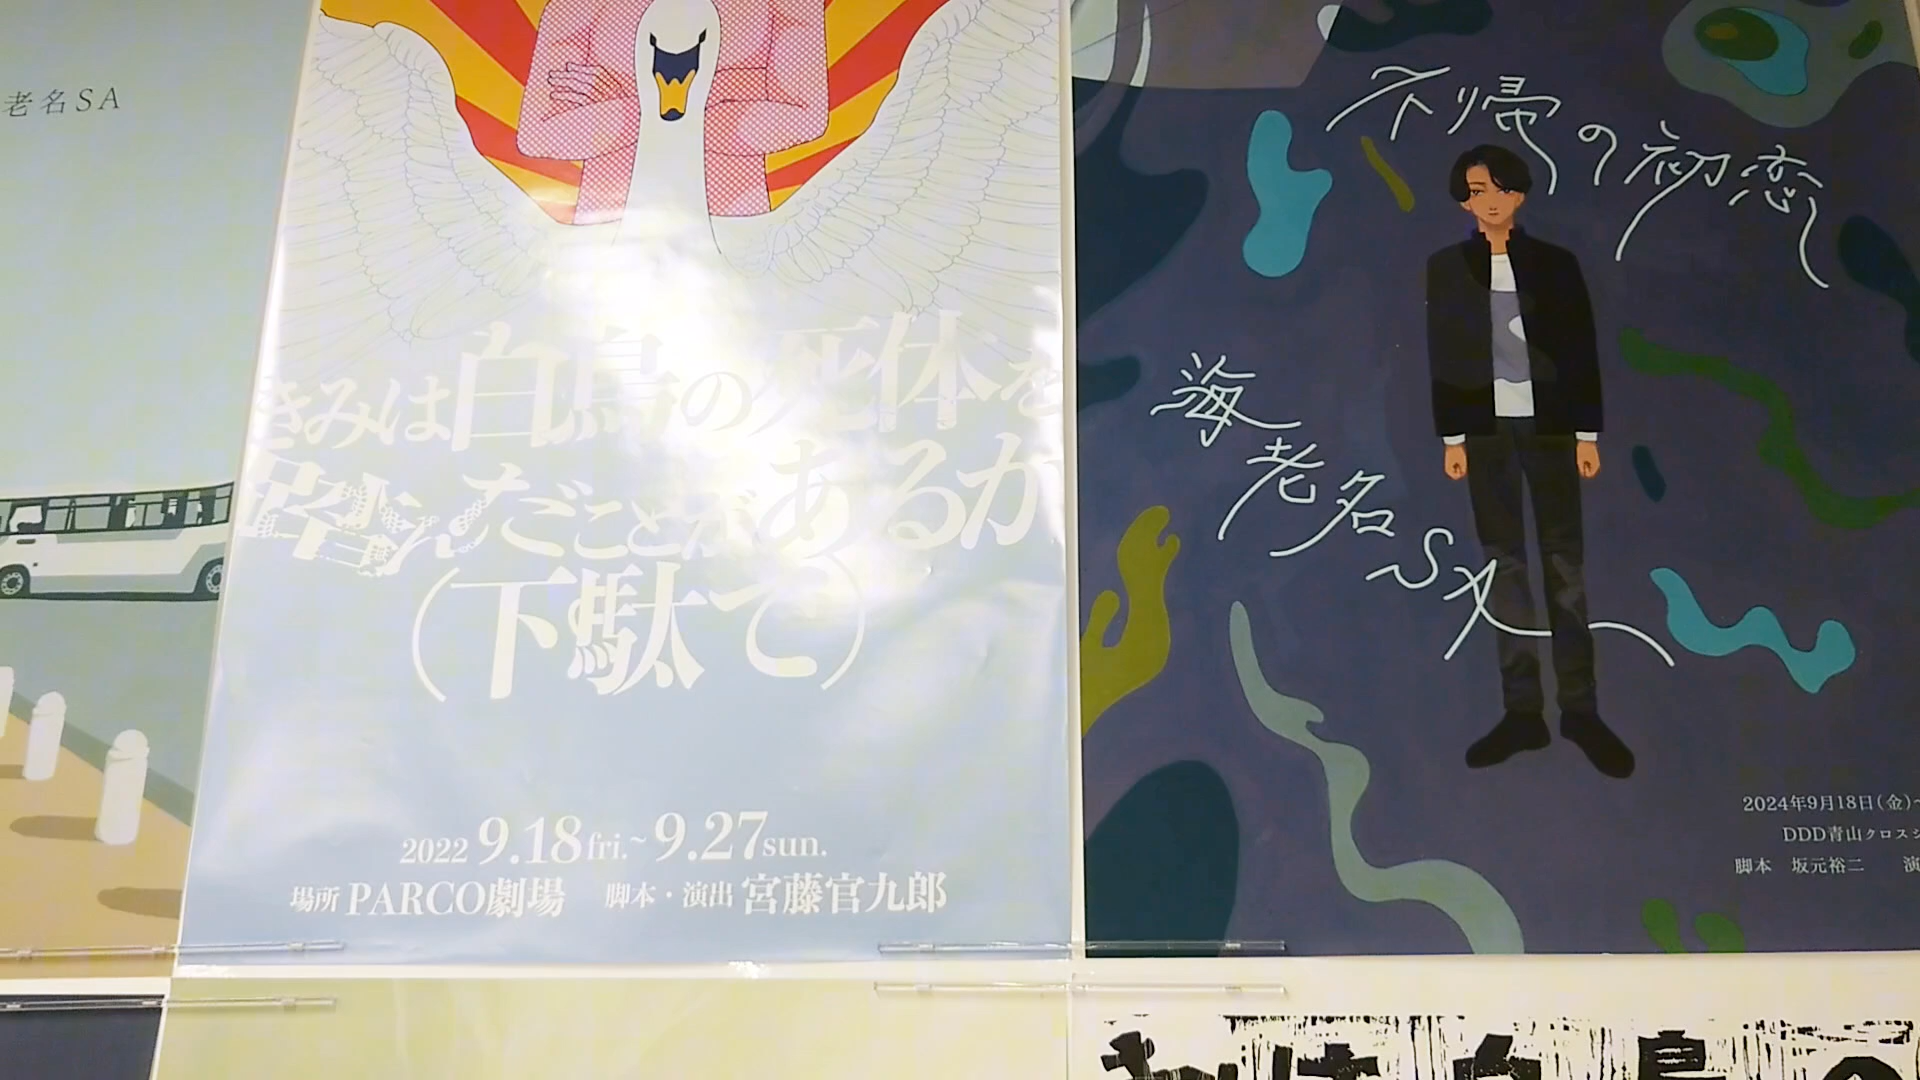 老名SA
きみは白鳥の死体を
踏んだことがあるか
(下駄で)
2022 9.18 fri.~9.27sun.
場所 PARCO劇場 脚本・演出 宮藤官九郎
不帰の初恋
海老名SA
2024年9月18日(金)~
DDD青山クロス
脚本 坂元裕二 演